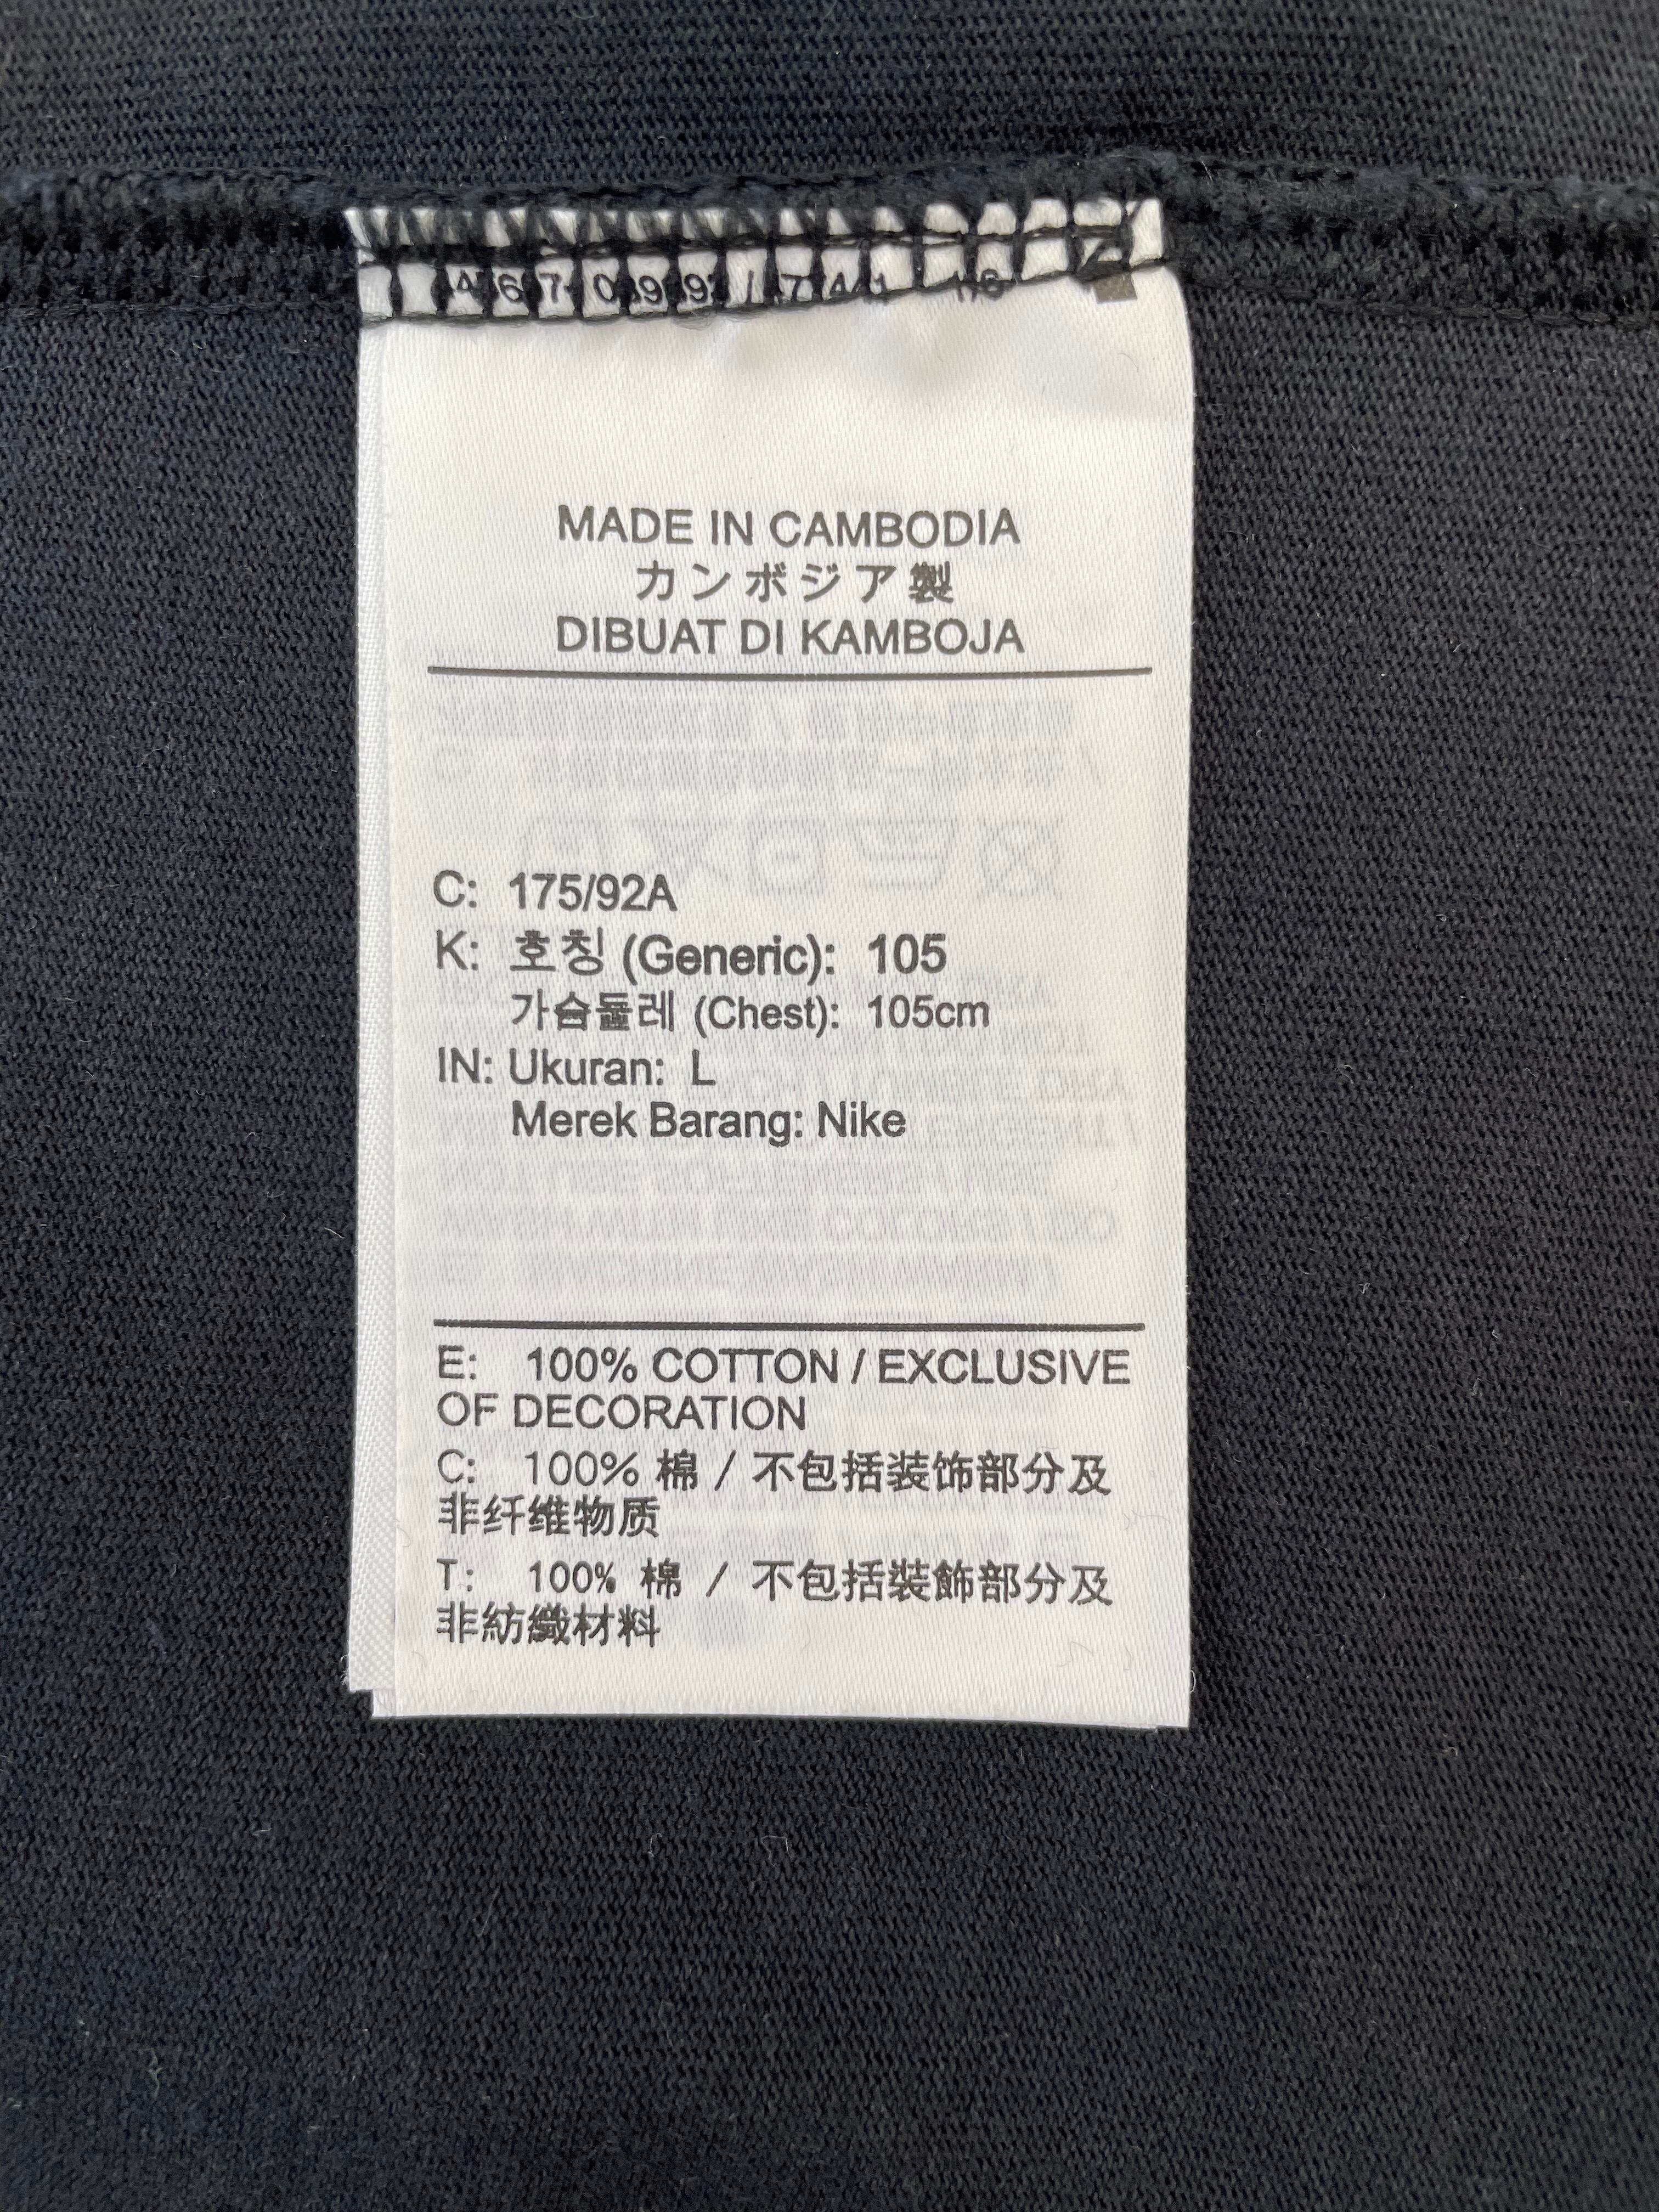 MADE IN CAMBODIA
カンボジア製
DIBUAT DI KAMBOJA
C: 175/92A
K: 호칭 (Generic): 105
가슴둘레 (Chest): 105cm
IN: Ukuran: L
Merek Barang: Nike
E: 100% COTTON / EXCLUSIVE
OF DECORATION
C: 100% 棉 / 不包括装饰部分及
非纤维物质
T: 100% 棉 / 不包括裝飾部分及
非紡織材料